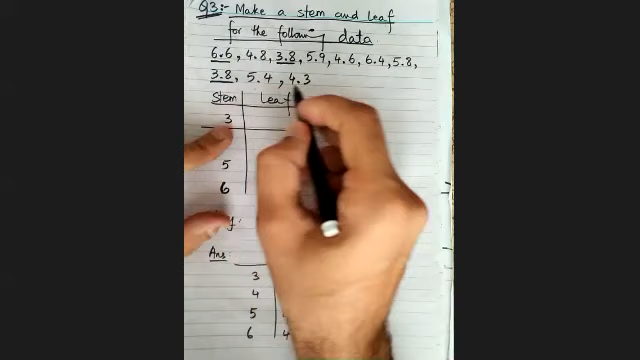 Q3:- Make a stem and leaf
for the following data
6.6, 4.8, 3.8, 5.9, 4.6, 6.4, 5.8,
3.8, 5.4, 4.3
Stem Leaf
3
5
6
Ans
3
4
5
6 4